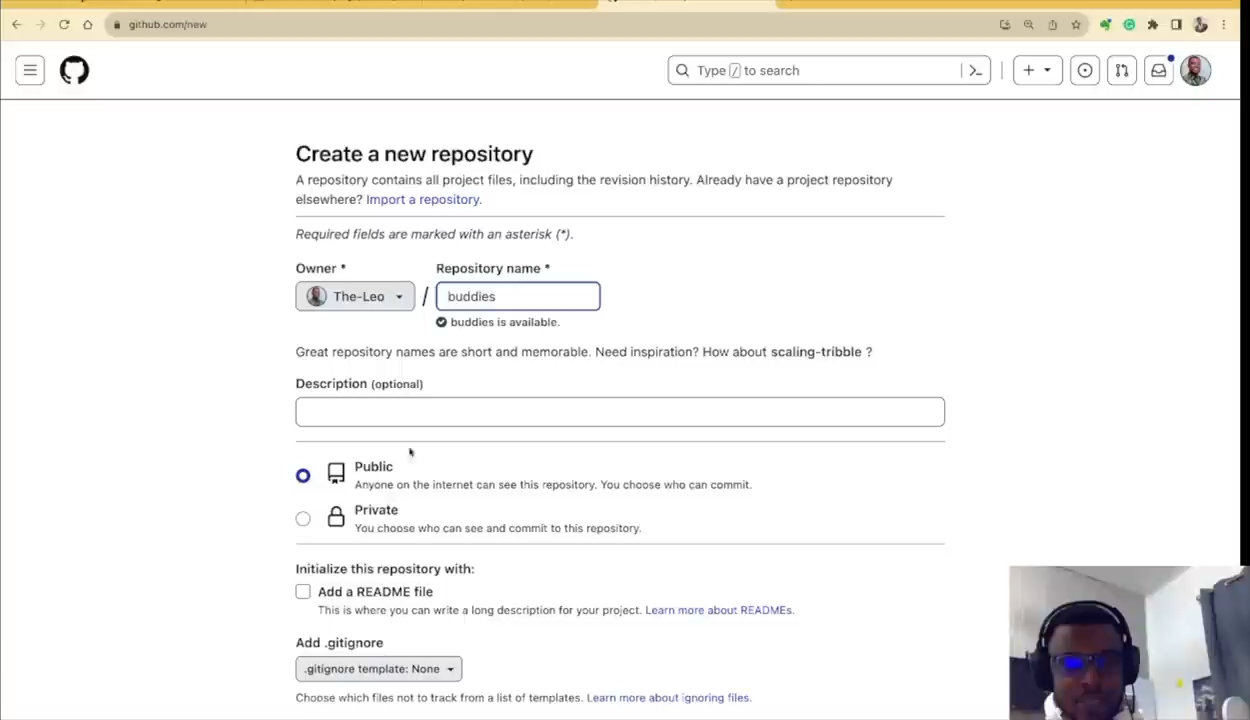 github.com/new
Type / to search
Create a new repository
A repository contains all project files, including the revision history. Already have a project repository
elsewhere? Import a repository.
Required fields are marked with an asterisk (*).
Owner *
Repository name *
The-Leo
/
buddies
buddies is available.
Great repository names are short and memorable. Need inspiration? How about scaling-tribble ?
Description (optional)
Public
Anyone on the internet can see this repository. You choose who can commit.
Private
You choose who can see and commit to this repository.
Initialize this repository with:
Add a README file
This is where you can write a long description for your project. Learn more about READMEs.
Add .gitignore
.gitignore template: None
Choose which files not to track from a list of templates. Learn more about ignoring files.